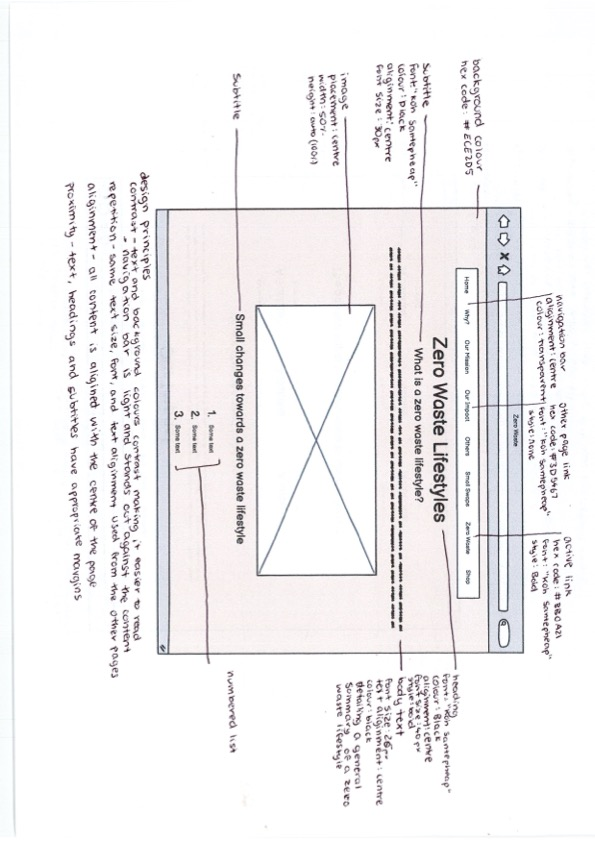 navigation bar
alignment: centre
colour: transparent
other page link
hex code: #3D5467
font: "Koh Santepheap"
style: none
active link
hex code: #8B0A21
font: "Koh Santepheap"
style: Bold
Zero Waste
Home Why? Our Mission Our Impact Others Small Swaps Zero Waste Shop
background colour
hex code: # ECE2D5
Zero Waste Lifestyles
What is a zero waste lifestyle?
heading
font: "Koh Santepheap"
colour: Black
alignment: centre
font size: 40px
style: bold
subtitle
font: "Koh Santepheap"
colour: black
alignment: centre
font size: 30px
body text
font size: 26px
text alignment: centre
colour: black
detailing a general
summary of a zero
waste lifestyle
image
placement: centre
width: 50%
height: auto (100%)
subtitle
Small changes towards a zero waste lifestyle
1. Some text
2. Some text
3. Some text
numbered list
design principles
contrast - text and background colours contrast making it easier to read
- navigation bar is light and stands out against the content
repetition - same text size, font, and text alignment used from the other pages
alignment - all content is aligned with the centre of the page
proximity - text, headings and subtitles have appropriate margins